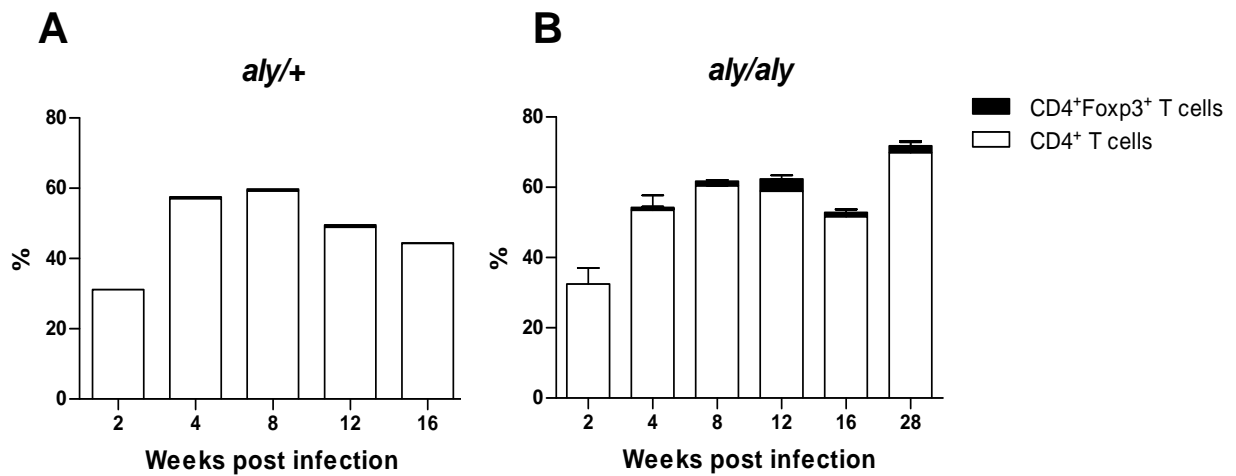 A
B
aly/+
aly/aly
CD4⁺Foxp3⁺ T cells
CD4⁺ T cells
80
60
40
20
0
%
2 4 8 12 16
Weeks post infection
80
60
40
20
0
%
2 4 8 12 16 28
Weeks post infection